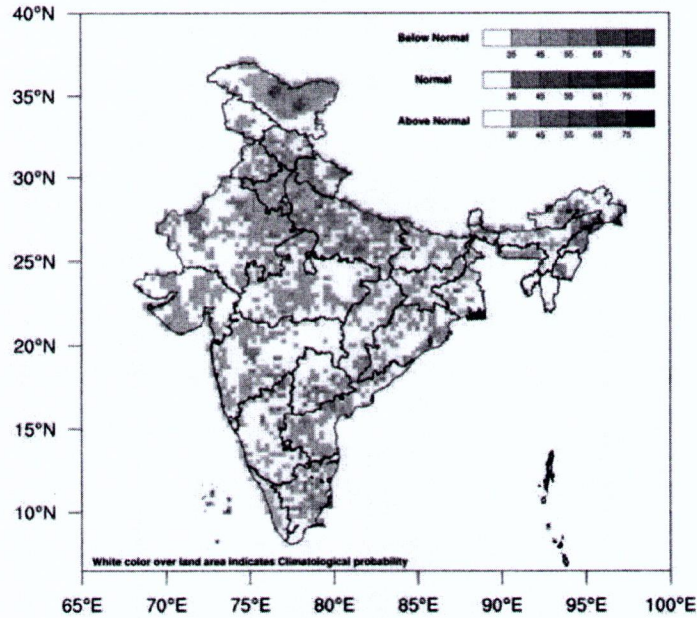 40°N
Below Normal
35 45 55 65 75
Normal
35 45 55 65 75
35°N
Above Normal
35 45 55 65 75
30°N
25°N
20°N
15°N
10°N
White color over land area indicates Climatological probability
65°E 70°E 75°E 80°E 85°E 90°E 95°E 100°E